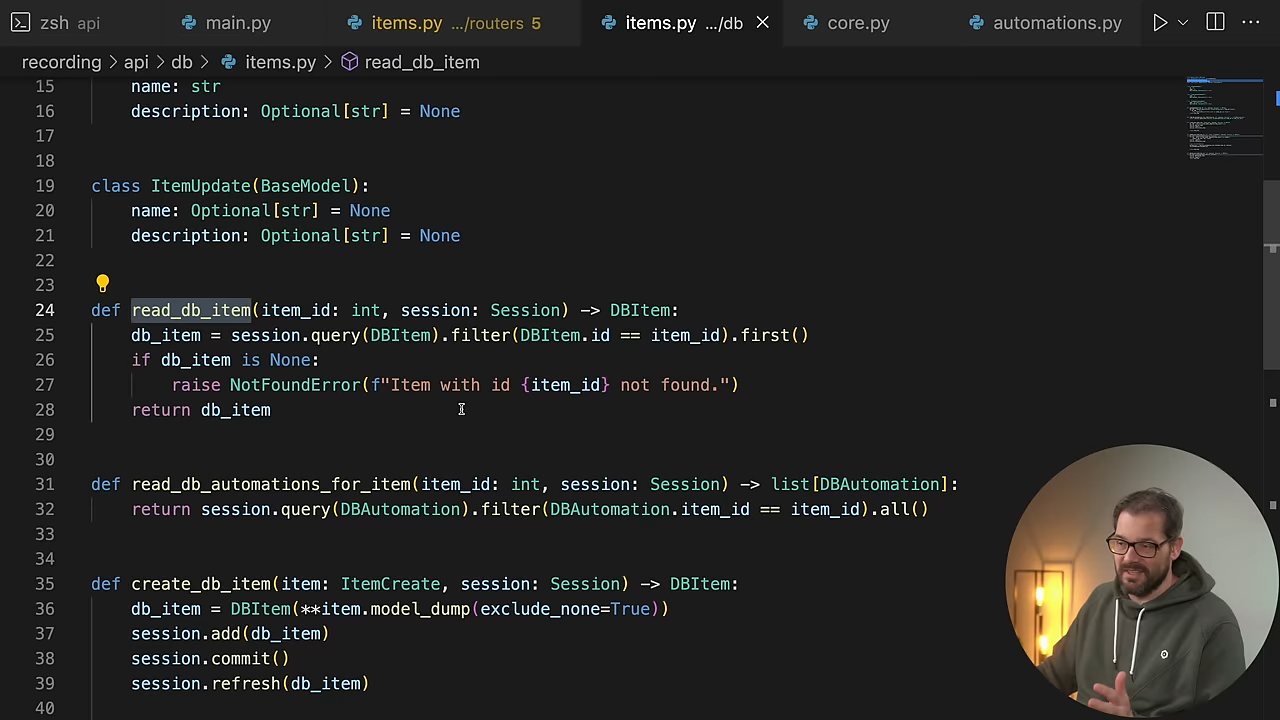 zsh api main.py items.py .../routers 5 items.py .../db core.py automations.py
recording > api > db > items.py > read_db_item
15 name: str
16 description: Optional[str] = None
17
18
19 class ItemUpdate(BaseModel):
20 name: Optional[str] = None
21 description: Optional[str] = None
22
23
24 def read_db_item(item_id: int, session: Session) -> DBItem:
25 db_item = session.query(DBItem).filter(DBItem.id == item_id).first()
26 if db_item is None:
27 raise NotFoundError(f"Item with id {item_id} not found.")
28 return db_item
29
30
31 def read_db_automations_for_item(item_id: int, session: Session) -> list[DBAutomation]:
32 return session.query(DBAutomation).filter(DBAutomation.item_id == item_id).all()
33
34
35 def create_db_item(item: ItemCreate, session: Session) -> DBItem:
36 db_item = DBItem(**item.model_dump(exclude_none=True))
37 session.add(db_item)
38 session.commit()
39 session.refresh(db_item)
40